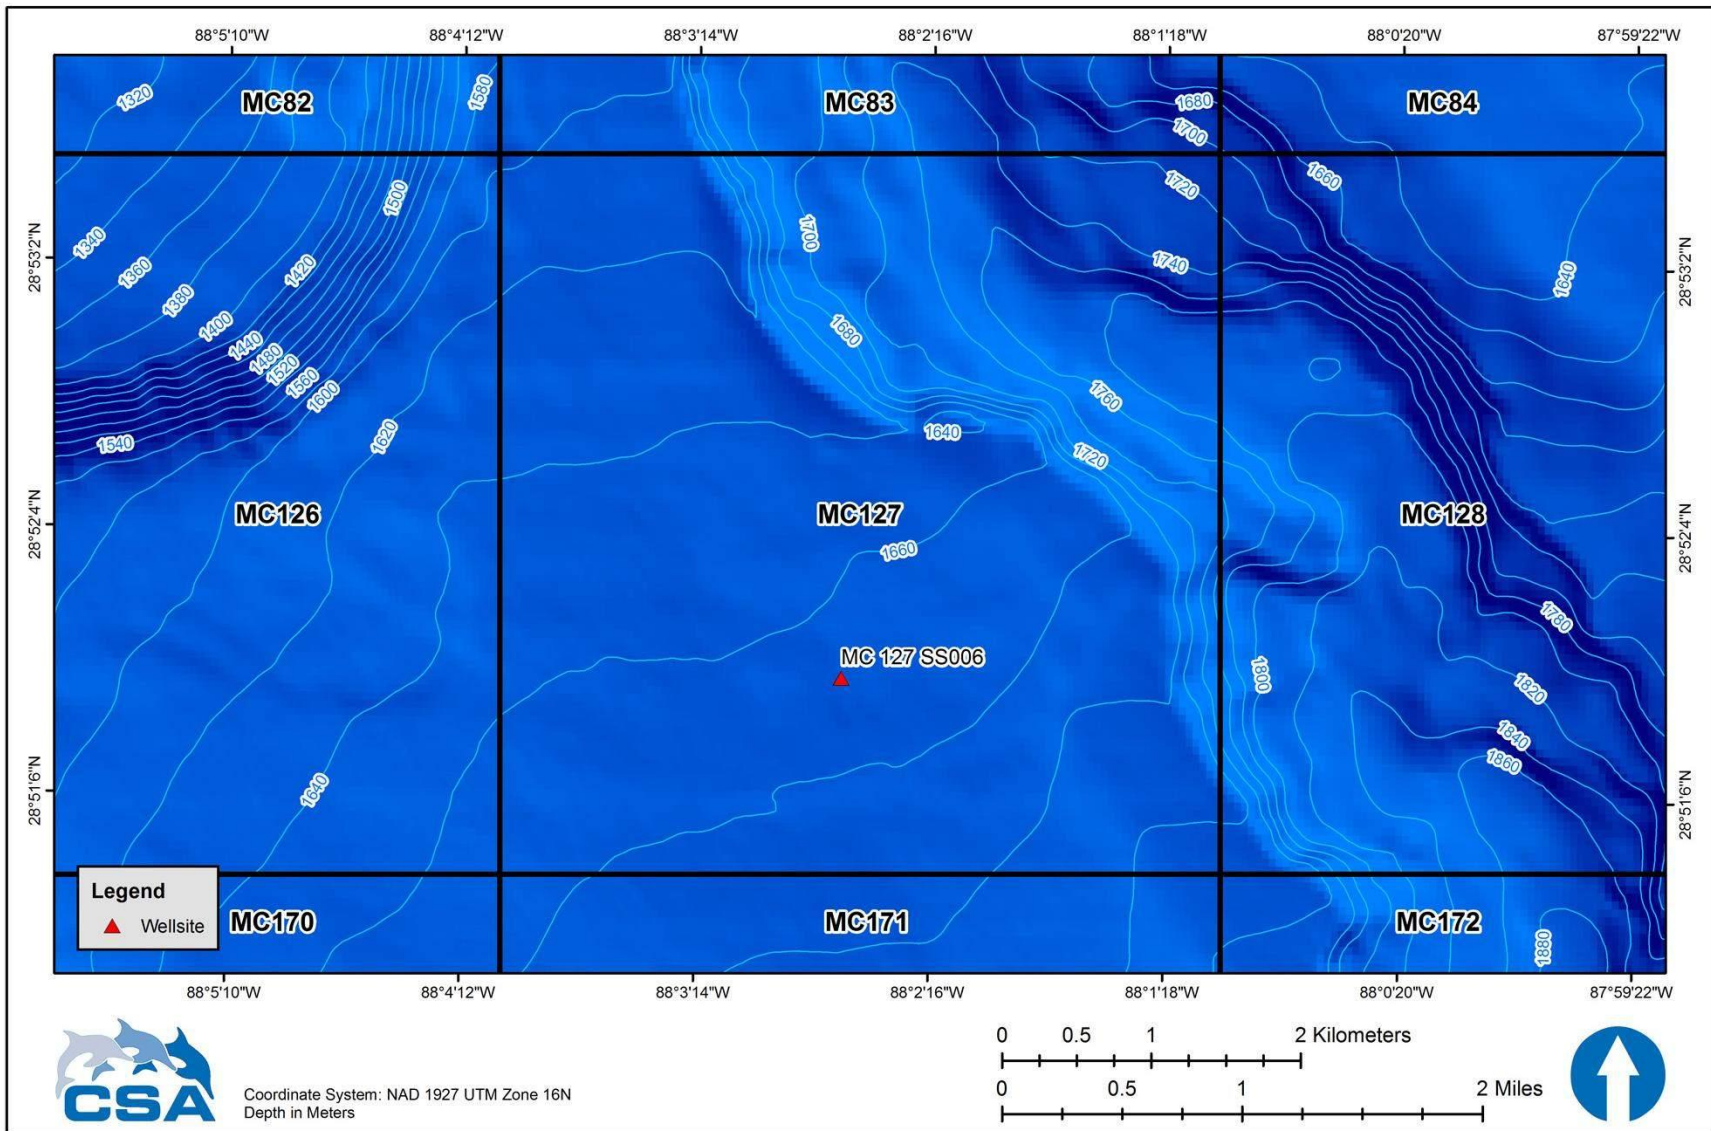 88°5'10"W 88°4'12"W 88°3'14"W 88°2'16"W 88°1'18"W 88°0'20"W 87°59'22"W
MC82 MC83 MC84
1320 1580 1680
1700
1500 1720 1660
1340 1700 1740
28°53'2"N 1360 1420 1640 28°53'2"N
1380
1400 1680
1440
1480
1520
1560 1760
1600
1540 1620 1640
1720
28°52'4"N MC126 MC127 MC128 28°52'4"N
1660
1780
MC 127 SS006
1800 1820
1840
1860
28°51'6"N 1640 28°51'6"N
Legend
Wellsite
MC170 MC171 MC172
1880
88°5'10"W 88°4'12"W 88°3'14"W 88°2'16"W 88°1'18"W 88°0'20"W 87°59'22"W
CSA
Coordinate System: NAD 1927 UTM Zone 16N
Depth in Meters
0 0.5 1 2 Kilometers
0 0.5 1 2 Miles